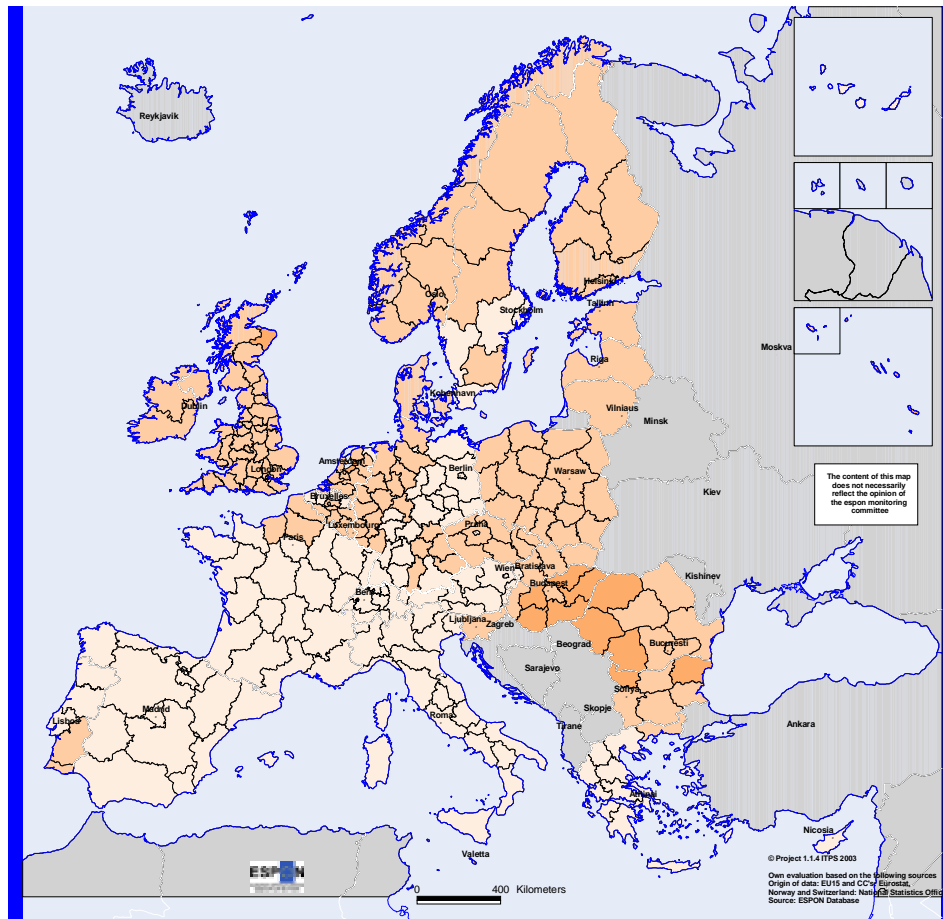 Reykjavik
Moskva
Oslo
Helsinki
Stockholm
Tallinn
Riga
Kobenhavn
Vilniaus
Minsk
Dublin
Amsterdam
Berlin
Warsaw
London
Bruxelles
Kiev
The content of this map
does not necessarily
reflect the opinion of
the espon monitoring
committee
Luxembourg
Praha
Paris
Wien
Bratislava
Kishinev
Budapest
Bern
Ljubljana
Zagreb
Beograd
Bucuresti
Sarajevo
Sofiya
Madrid
Lisboa
Roma
Skopje
Tirane
Ankara
Athinai
Nicosia
Valetta
© Project 1.1.4 ITPS 2003
ESPON
Own evaluation based on the following sources
Origin of data: EU15 and CC's: Eurostat,
Norway and Switzerland: National Statistics Offic
Source: ESPON Database
0 400 Kilometers